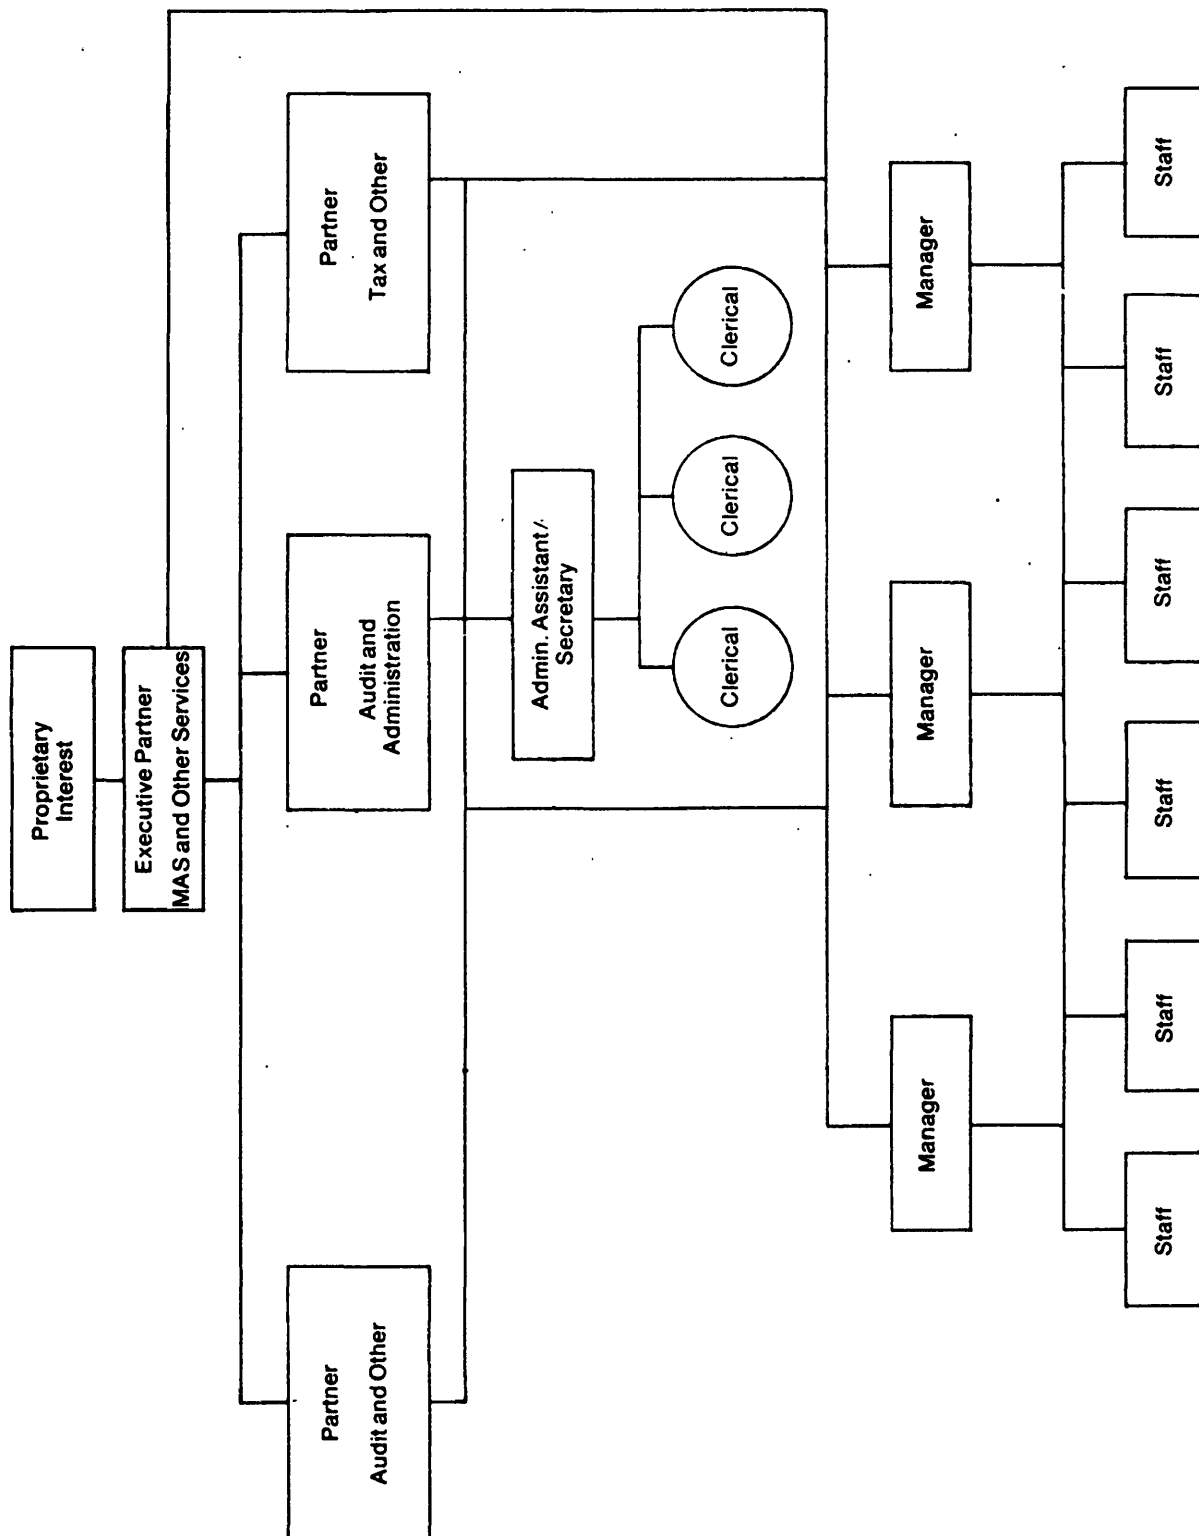 Proprietary
Interest
Executive Partner
MAS and Other Services
Partner
Audit and Other
Partner
Audit and
Administration
Partner
Tax and Other
Admin. Assistant/
Secretary
Clerical
Clerical
Clerical
Manager
Manager
Manager
Staff
Staff
Staff
Staff
Staff
Staff